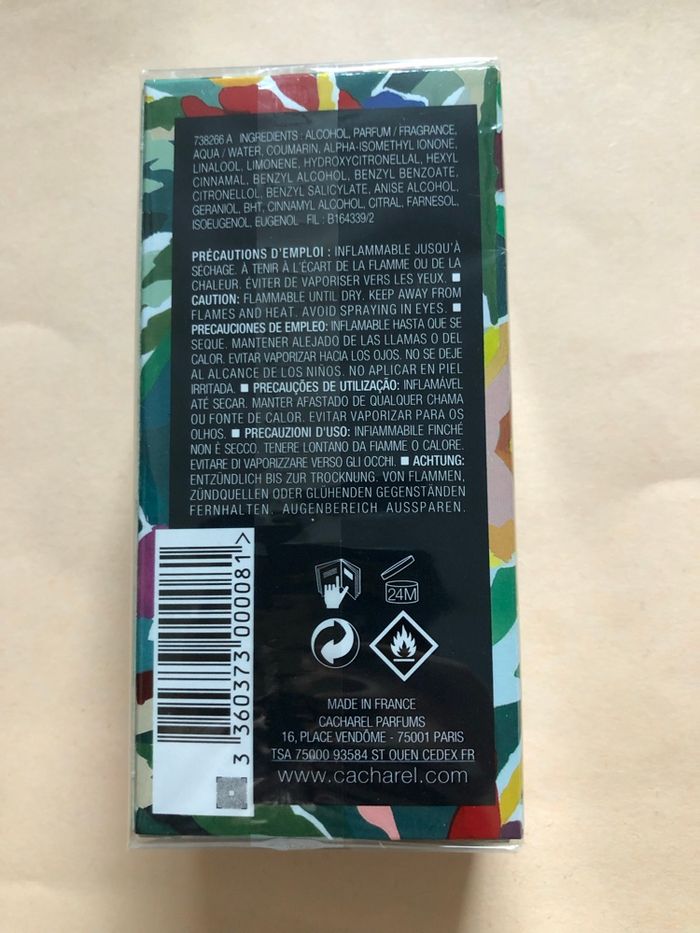 738266 A INGREDIENTS : ALCOHOL, PARFUM / FRAGRANCE,
AQUA / WATER, COUMARIN, ALPHA-ISOMETHYL IONONE,
LINALOOL, LIMONENE, HYDROXYCITRONELLAL, HEXYL
CINNAMAL, BENZYL ALCOHOL, BENZYL BENZOATE,
CITRONELLOL, BENZYL SALICYLATE, ANISE ALCOHOL,
GERANIOL, BHT, CINNAMYL ALCOHOL, CITRAL, FARNESOL,
ISOEUGENOL, EUGENOL FIL : B164339/2
PRÉCAUTIONS D'EMPLOI : INFLAMMABLE JUSQU'À
SÉCHAGE. À TENIR À L'ÉCART DE LA FLAMME OU DE LA
CHALEUR. ÉVITER DE VAPORISER VERS LES YEUX. ■
CAUTION: FLAMMABLE UNTIL DRY. KEEP AWAY FROM
FLAMES AND HEAT. AVOID SPRAYING IN EYES. ■
PRECAUCIONES DE EMPLEO: INFLAMABLE HASTA QUE SE
SEQUE. MANTENER ALEJADO DE LAS LLAMAS O DEL
CALOR. EVITAR VAPORIZAR HACIA LOS OJOS. NO SE DEJE
AL ALCANCE DE LOS NIÑOS. NO APLICAR EN PIEL
IRRITADA. ■ PRECAUÇÕES DE UTILIZAÇÃO: INFLAMÁVEL
ATÉ SECAR. MANTER AFASTADO DE QUALQUER CHAMA
OU FONTE DE CALOR. EVITAR VAPORIZAR PARA OS
OLHOS. ■ PRECAUZIONI D'USO: INFIAMMABILE FINCHÉ
NON È SECCO. TENERE LONTANO DA FIAMME O CALORE.
EVITARE DI VAPORIZZARE VERSO GLI OCCHI. ■ ACHTUNG:
ENTZÜNDLICH BIS ZUR TROCKNUNG. VON FLAMMEN,
ZÜNDQUELLEN ODER GLÜHENDEN GEGENSTÄNDEN
FERNHALTEN. AUGENBEREICH AUSSPAREN.
3 360373 000081 >
24M
MADE IN FRANCE
CACHAREL PARFUMS
16, PLACE VENDÔME - 75001 PARIS
TSA 75000 93584 ST OUEN CEDEX FR
www.cacharel.com